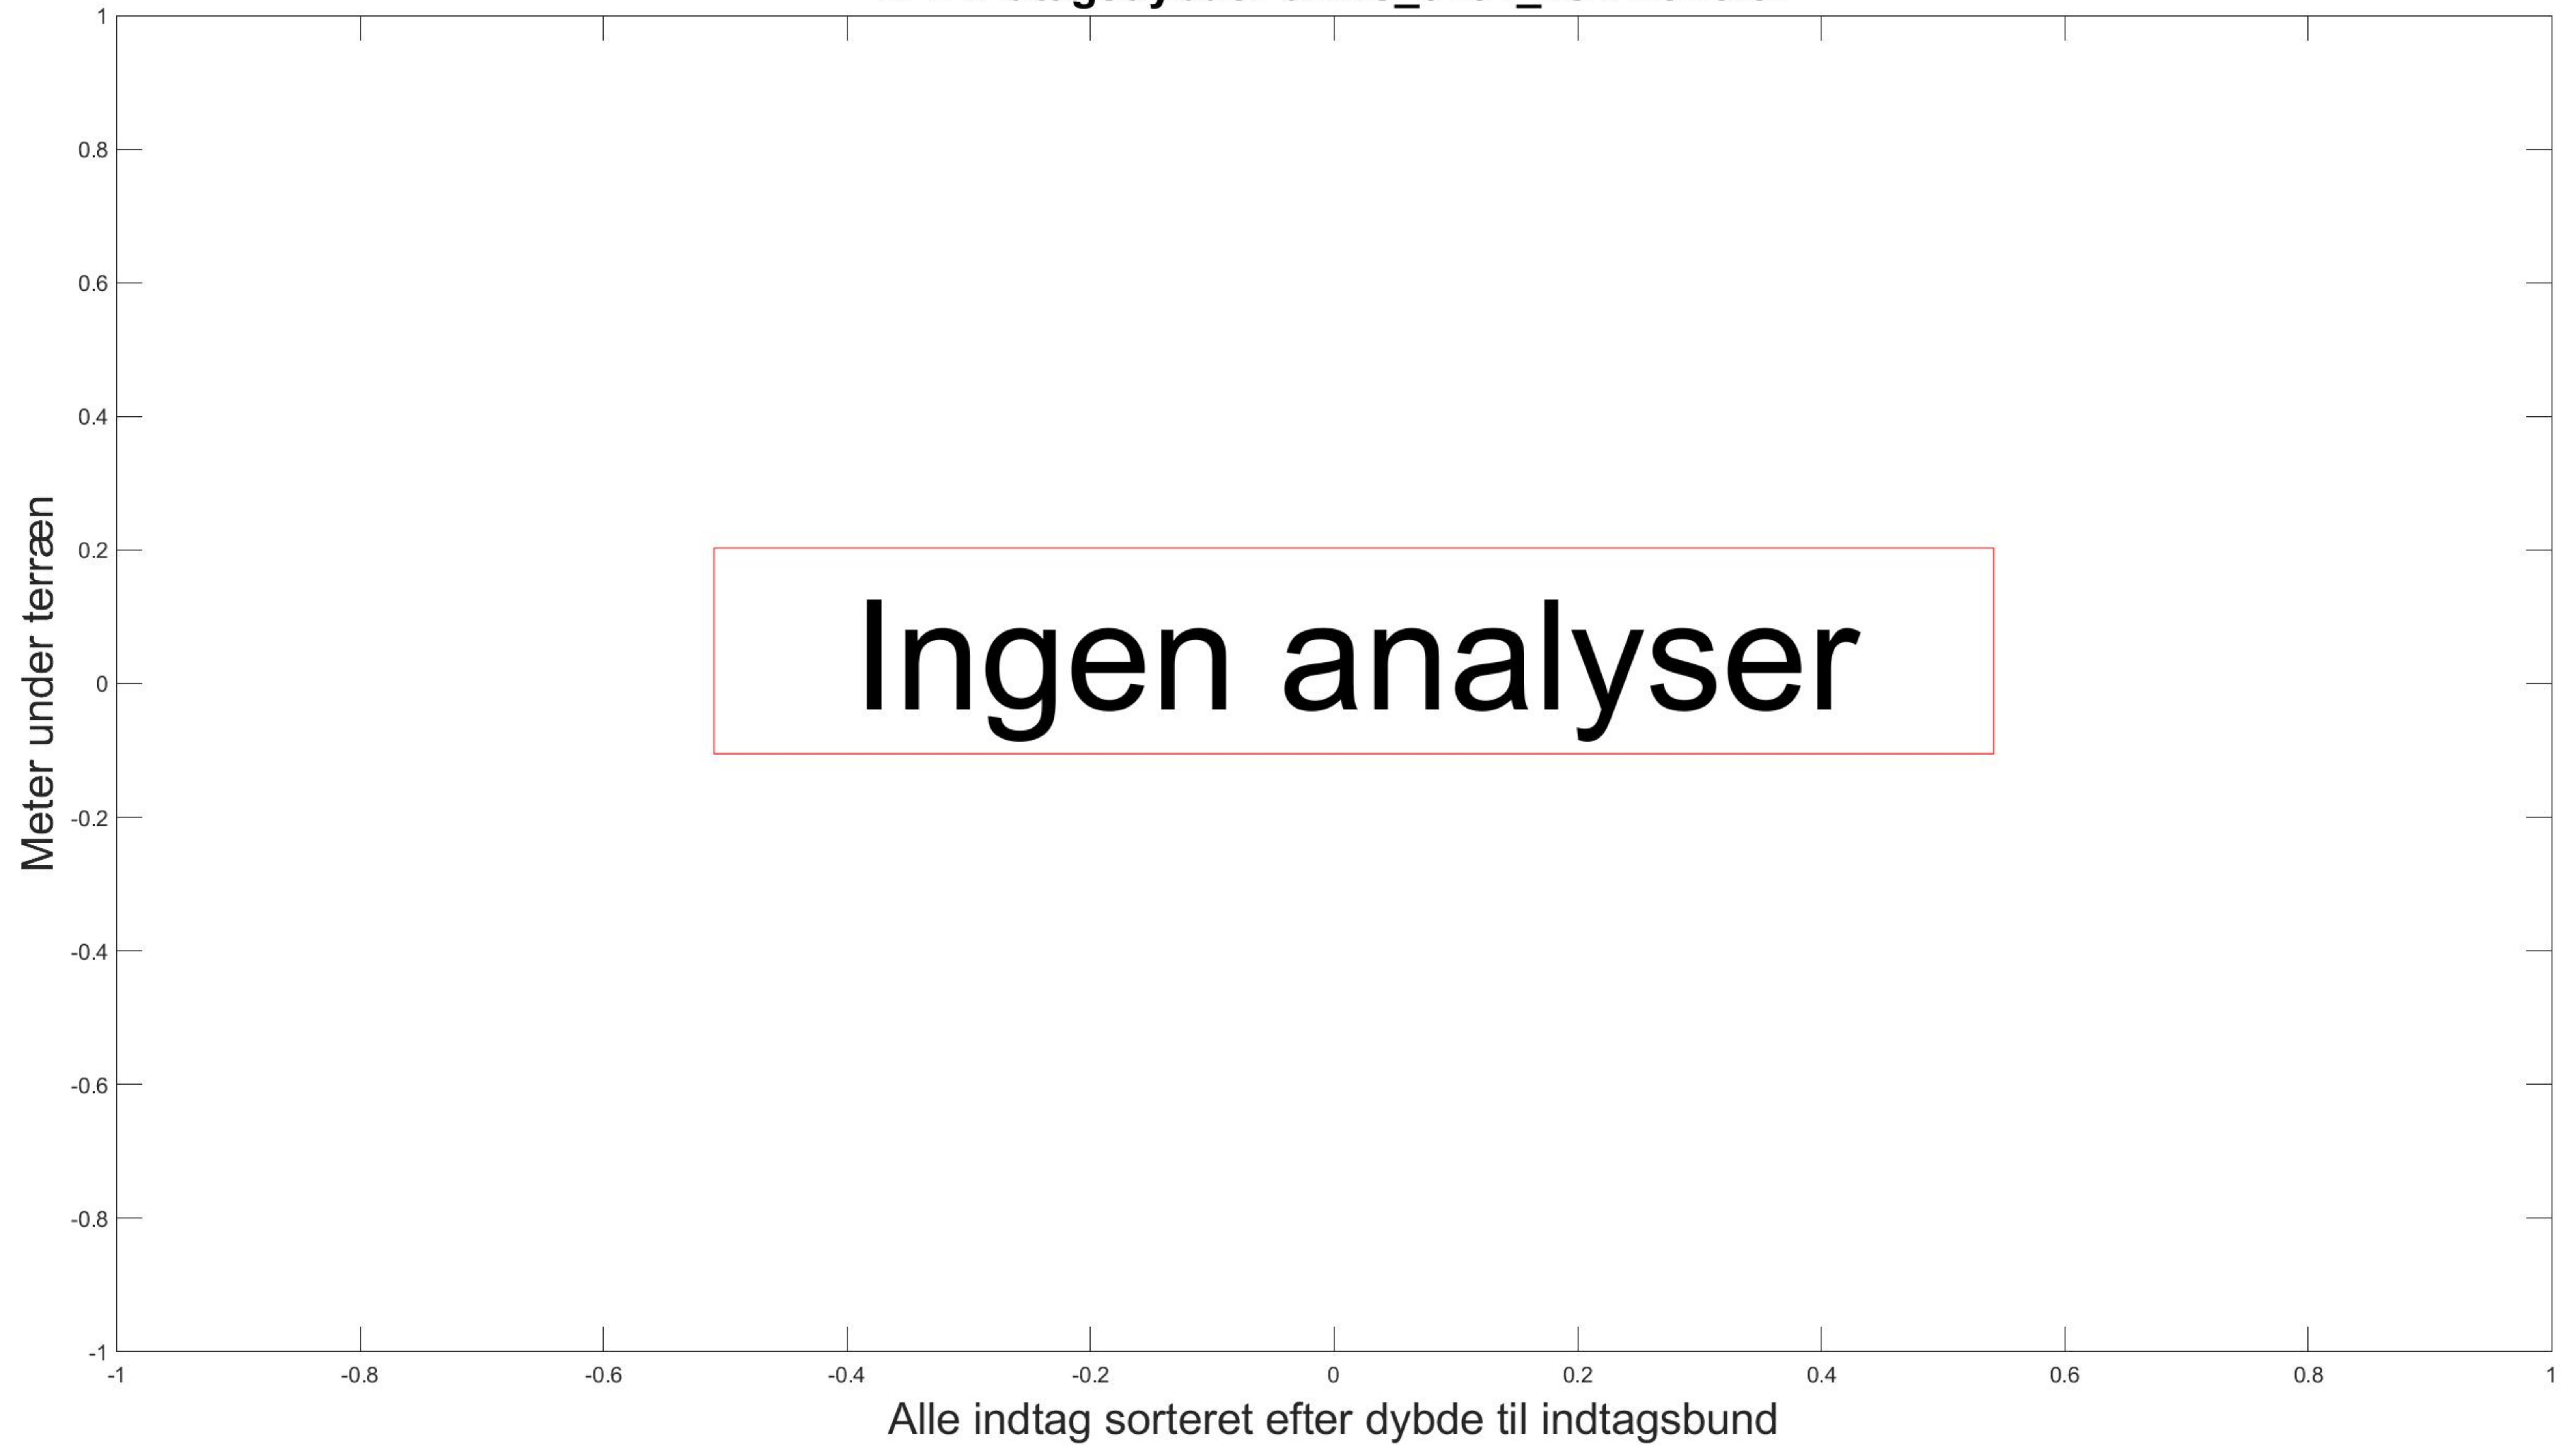 1
0.8
0.6
0.4
0.2
0
-0.2
-0.4
-0.6
-0.8
-1
Meter under terræn
Ingen analyser
-1 -0.8 -0.6 -0.4 -0.2 0 0.2 0.4 0.6 0.8 1
Alle indtag sorteret efter dybde til indtagsbund